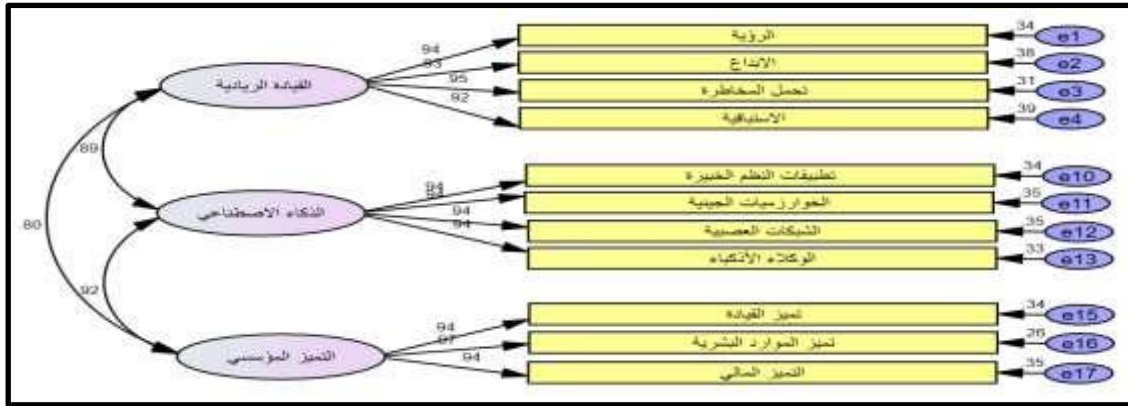 34
الرؤية
e1
94
38
الابداع
e2
93
القيادة الريادية
95
31
تحمل المخاطرة
e3
92
39
الاستباقية
e4
89
34
تطبيقات النظم الخبيرة
e10
94
35
الخوارزميات الجينية
e11
الذكاء الاصطناعي
94
35
الشبكات العصبية
e12
94
33
الوكلاء الأذكياء
e13
80
92
34
تميز القيادة
e15
94
26
تميز الموارد البشرية
e16
97
التميز المؤسسي
94
35
التميز المالي
e17